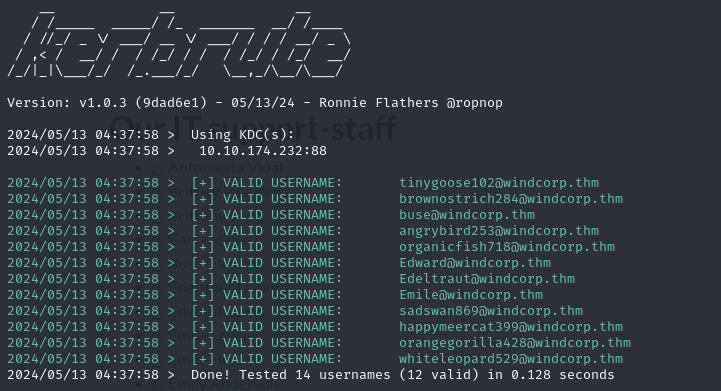 kerbrute
Version: v1.0.3 (9dad6e1) - 05/13/24 - Ronnie Flathers @ropnop
2024/05/13 04:37:58 >  Using KDC(s):
2024/05/13 04:37:58 >   10.10.174.232:88
2024/05/13 04:37:58 >  [+] VALID USERNAME:       tinygoose102@windcorp.thm
2024/05/13 04:37:58 >  [+] VALID USERNAME:       brownostrich284@windcorp.thm
2024/05/13 04:37:58 >  [+] VALID USERNAME:       buse@windcorp.thm
2024/05/13 04:37:58 >  [+] VALID USERNAME:       angrybird253@windcorp.thm
2024/05/13 04:37:58 >  [+] VALID USERNAME:       organicfish718@windcorp.thm
2024/05/13 04:37:58 >  [+] VALID USERNAME:       Edward@windcorp.thm
2024/05/13 04:37:58 >  [+] VALID USERNAME:       Edeltraut@windcorp.thm
2024/05/13 04:37:58 >  [+] VALID USERNAME:       Emile@windcorp.thm
2024/05/13 04:37:58 >  [+] VALID USERNAME:       sadswan869@windcorp.thm
2024/05/13 04:37:58 >  [+] VALID USERNAME:       happymeercat399@windcorp.thm
2024/05/13 04:37:58 >  [+] VALID USERNAME:       orangegorilla428@windcorp.thm
2024/05/13 04:37:58 >  [+] VALID USERNAME:       whiteleopard529@windcorp.thm
2024/05/13 04:37:58 >  Done! Tested 14 usernames (12 valid) in 0.128 seconds
Our IT support-staff
Antonietta Vidal